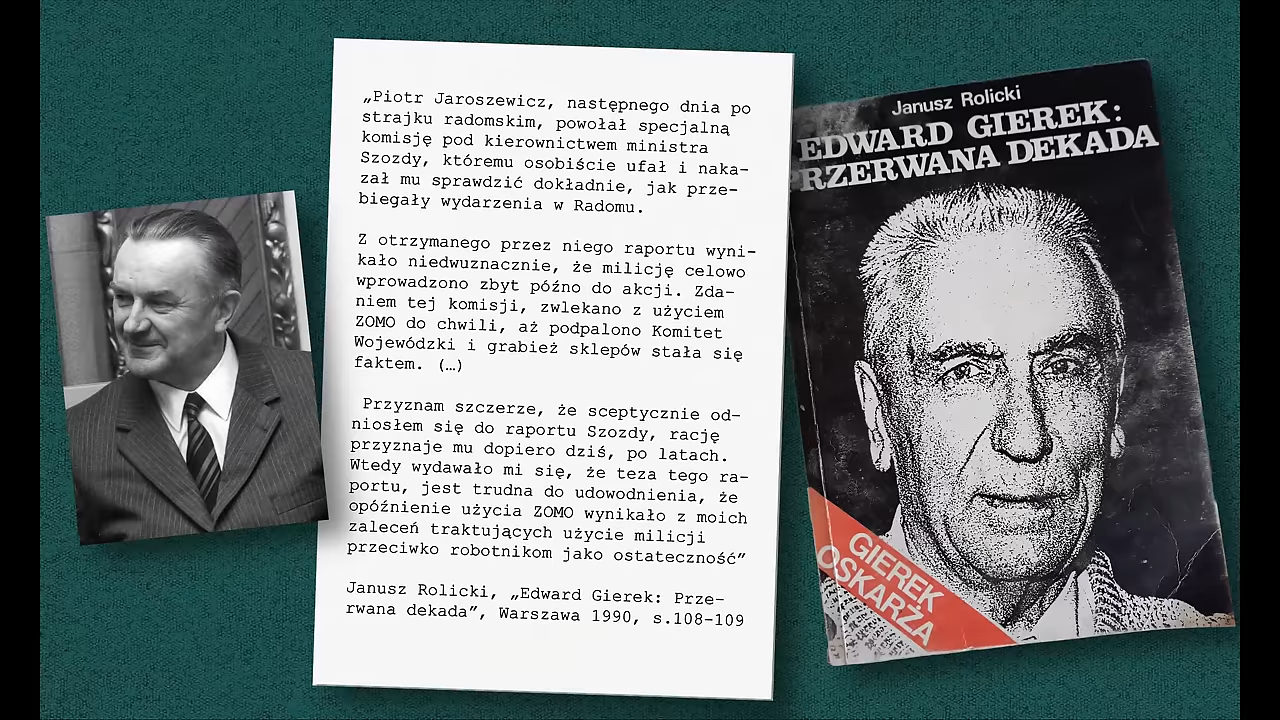 „Piotr Jaroszewicz, następnego dnia po
strajku radomskim, powołał specjalną
komisję pod kierownictwem ministra
Szozdy, któremu osobiście ufał i naka-
zał mu sprawdzić dokładnie, jak prze-
biegały wydarzenia w Radomu.
Z otrzymanego przez niego raportu wyni-
kało niedwuznacznie, że milicję celowo
wprowadzono zbyt późno do akcji. Zda-
niem tej komisji, zwlekano z użyciem
ZOMO do chwili, aż podpalono Komitet
Wojewódzki i grabież sklepów stała się
faktem. (…)
Przyznam szczerze, że sceptycznie od-
niosłem się do raportu Szozdy, rację
przyznaje mu dopiero dziś, po latach.
Wtedy wydawało mi się, że teza tego ra-
portu, jest trudna do udowodnienia, że
opóźnienie użycia ZOMO wynikało z moich
zaleceń traktujących użycie milicji
przeciwko robotnikom jako ostateczność”
Janusz Rolicki, „Edward Gierek: Prze-
rwana dekada”, Warszawa 1990, s.108-109
Janusz Rolicki
EDWARD GIEREK:
PRZERWANA DEKADA
GIEREK
OSKARŻA